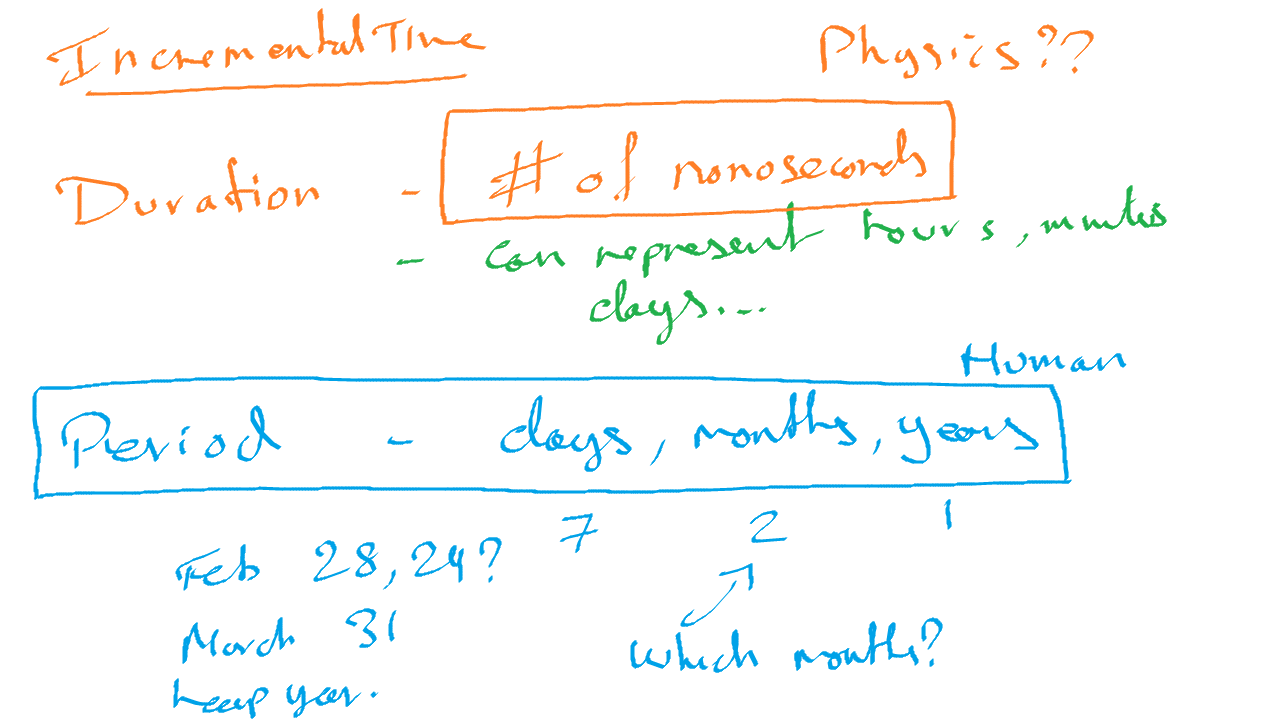 Incremental Time
Physics??
Duration - # of nonoseconds
- can represent hours, minutes
days...
Human
Period - days, months, years
7 2 1
Feb 28, 29?
March 31
Leap year.
Which months?